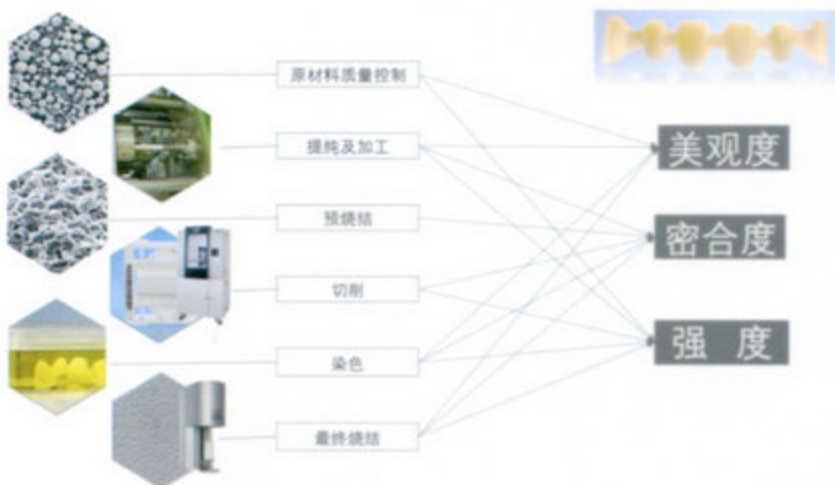 原材料质量控制
提纯及加工
预烧结
切削
染色
最终烧结
美观度
密合度
强 度